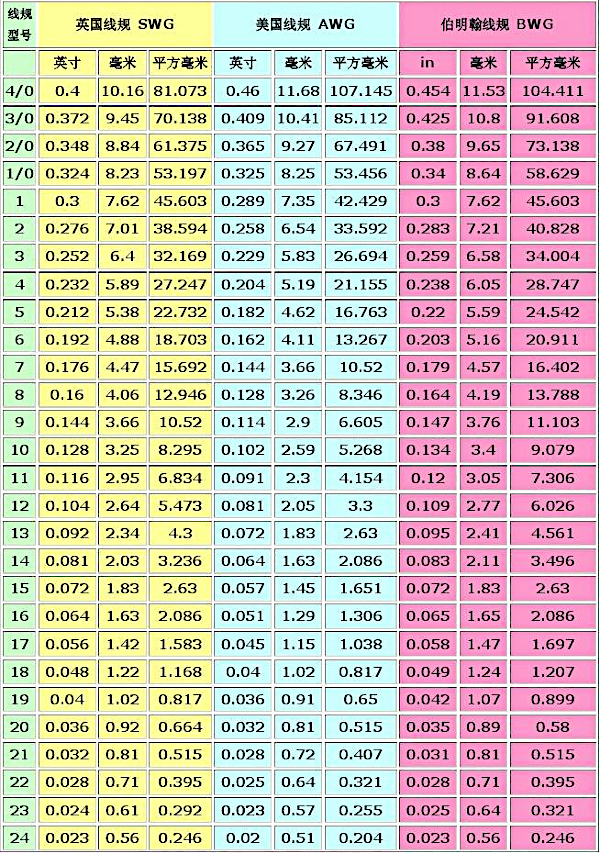 线规型号 英国线规 SWG 美国线规 AWG 伯明翰线规 BWG
英寸 毫米 平方毫米 英寸 毫米 平方毫米 in 毫米 平方毫米
4/0 0.4 10.16 81.073 0.46 11.68 107.145 0.454 11.53 104.411
3/0 0.372 9.45 70.138 0.409 10.41 85.112 0.425 10.8 91.608
2/0 0.348 8.84 61.375 0.365 9.27 67.491 0.38 9.65 73.138
1/0 0.324 8.23 53.197 0.325 8.25 53.456 0.34 8.64 58.629
1 0.3 7.62 45.603 0.289 7.35 42.429 0.3 7.62 45.603
2 0.276 7.01 38.594 0.258 6.54 33.592 0.283 7.21 40.828
3 0.252 6.4 32.169 0.229 5.83 26.694 0.259 6.58 34.004
4 0.232 5.89 27.247 0.204 5.19 21.155 0.238 6.05 28.747
5 0.212 5.38 22.732 0.182 4.62 16.763 0.22 5.59 24.542
6 0.192 4.88 18.703 0.162 4.11 13.267 0.203 5.16 20.911
7 0.176 4.47 15.692 0.144 3.66 10.52 0.179 4.57 16.402
8 0.16 4.06 12.946 0.128 3.26 8.346 0.164 4.19 13.788
9 0.144 3.66 10.52 0.114 2.9 6.605 0.147 3.76 11.103
10 0.128 3.25 8.295 0.102 2.59 5.268 0.134 3.4 9.079
11 0.116 2.95 6.834 0.091 2.3 4.154 0.12 3.05 7.306
12 0.104 2.64 5.473 0.081 2.05 3.3 0.109 2.77 6.026
13 0.092 2.34 4.3 0.072 1.83 2.63 0.095 2.41 4.561
14 0.081 2.03 3.236 0.064 1.63 2.086 0.083 2.11 3.496
15 0.072 1.83 2.63 0.057 1.45 1.651 0.072 1.83 2.63
16 0.064 1.63 2.086 0.051 1.29 1.306 0.065 1.65 2.086
17 0.056 1.42 1.583 0.045 1.15 1.038 0.058 1.47 1.697
18 0.048 1.22 1.168 0.04 1.02 0.817 0.049 1.24 1.207
19 0.04 1.02 0.817 0.036 0.91 0.65 0.042 1.07 0.899
20 0.036 0.92 0.664 0.032 0.81 0.515 0.035 0.89 0.58
21 0.032 0.81 0.515 0.028 0.72 0.407 0.031 0.81 0.515
22 0.028 0.71 0.395 0.025 0.64 0.321 0.028 0.71 0.395
23 0.024 0.61 0.292 0.023 0.57 0.255 0.025 0.64 0.321
24 0.023 0.56 0.246 0.02 0.51 0.204 0.023 0.56 0.246